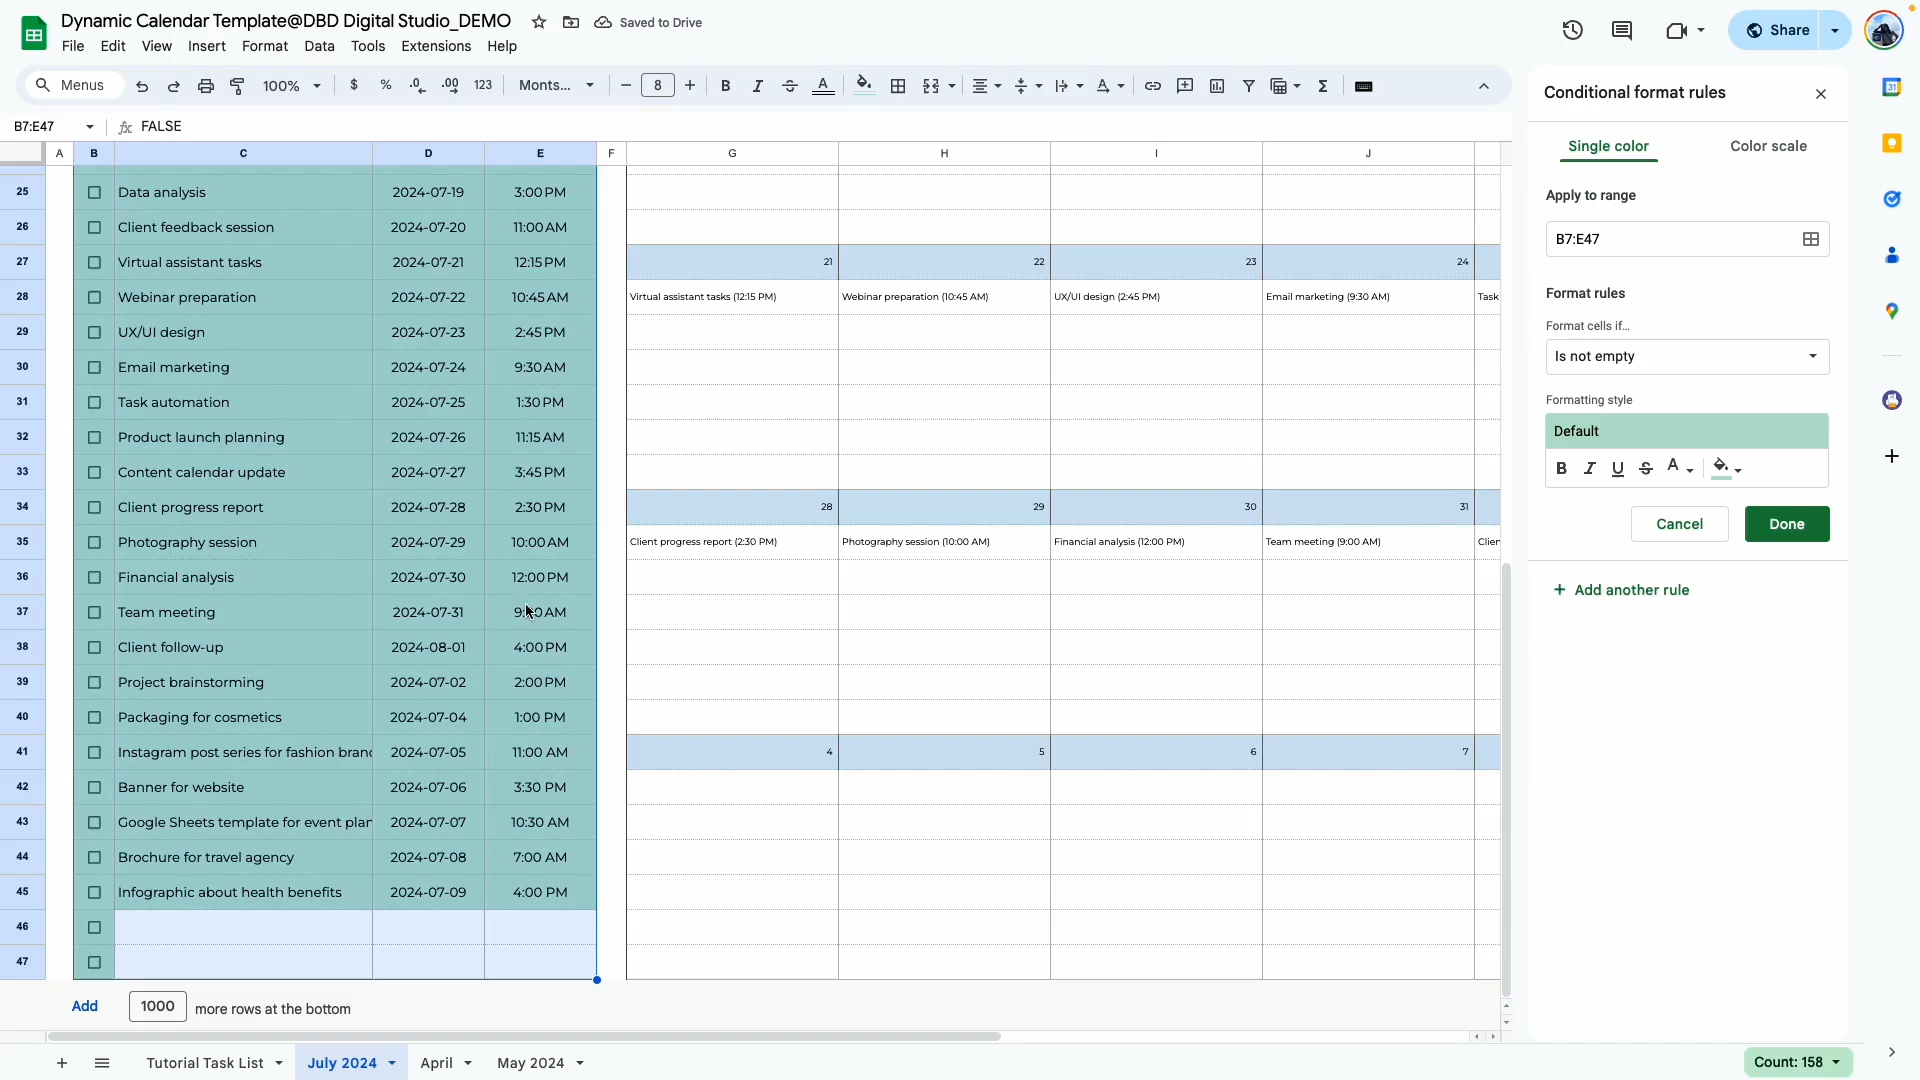 Dynamic Calendar Template@DBD Digital Studio_DEMO Saved to Drive
File Edit View Insert Format Data Tools Extensions Help
Share
Menus 100% $ % .0 .00 123 Monts... 8 B I
B7:E47 FALSE
A B C D E F G H I J
25 Data analysis 2024-07-19 3:00 PM
26 Client feedback session 2024-07-20 11:00 AM
27 Virtual assistant tasks 2024-07-21 12:15 PM 21 22 23 24
28 Webinar preparation 2024-07-22 10:45 AM Virtual assistant tasks (12:15 PM) Webinar preparation (10:45 AM) UX/UI design (2:45 PM) Email marketing (9:30 AM) Task
29 UX/UI design 2024-07-23 2:45 PM
30 Email marketing 2024-07-24 9:30 AM
31 Task automation 2024-07-25 1:30 PM
32 Product launch planning 2024-07-26 11:15 AM
33 Content calendar update 2024-07-27 3:45 PM
34 Client progress report 2024-07-28 2:30 PM 28 29 30 31
35 Photography session 2024-07-29 10:00 AM Client progress report (2:30 PM) Photography session (10:00 AM) Financial analysis (12:00 PM) Team meeting (9:00 AM) Clien
36 Financial analysis 2024-07-30 12:00 PM
37 Team meeting 2024-07-31 9:00 AM
38 Client follow-up 2024-08-01 4:00 PM
39 Project brainstorming 2024-07-02 2:00 PM
40 Packaging for cosmetics 2024-07-04 1:00 PM
41 Instagram post series for fashion branc 2024-07-05 11:00 AM 4 5 6 7
42 Banner for website 2024-07-06 3:30 PM
43 Google Sheets template for event plar 2024-07-07 10:30 AM
44 Brochure for travel agency 2024-07-08 7:00 AM
45 Infographic about health benefits 2024-07-09 4:00 PM
46
47
Add 1000 more rows at the bottom
Tutorial Task List July 2024 April May 2024 Count: 158
Conditional format rules
Single color Color scale
Apply to range
B7:E47
Format rules
Format cells if…
Is not empty
Formatting style
Default
B I U S A
Cancel Done
+ Add another rule
31